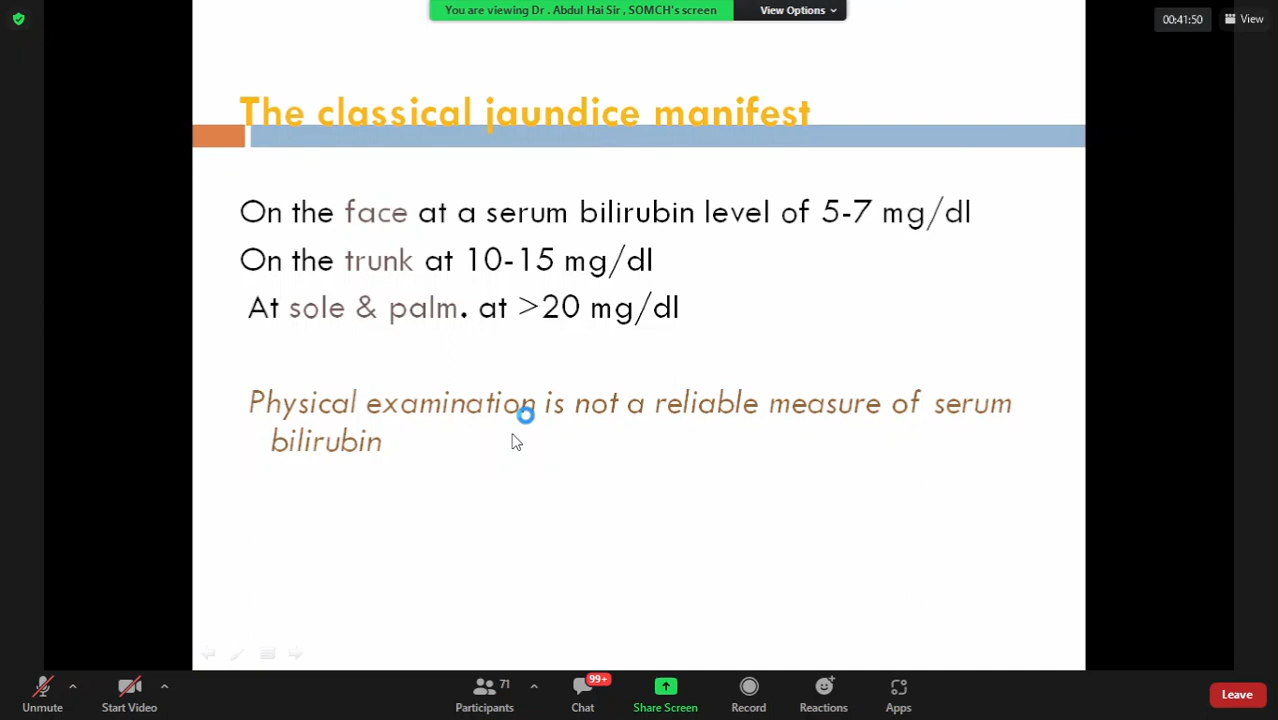 You are viewing Dr . Abdul Hai Sir , SOMCH's screen
View Options
00:41:50
View
The classical jaundice manifest
On the face at a serum bilirubin level of 5-7 mg/dl
On the trunk at 10-15 mg/dl
At sole & palm. at >20 mg/dl
Physical examination is not a reliable measure of serum
bilirubin
Unmute
Start Video
71
Participants
99+
Chat
Share Screen
Record
Reactions
Apps
Leave